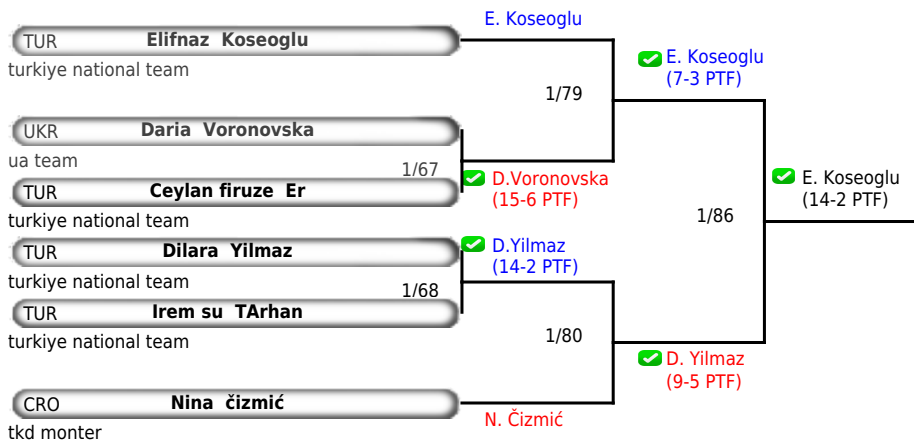 E. Koseoglu
TUR Elifnaz Koseoglu
turkiye national team
E. Koseoglu
(7-3 PTF)
1/79
UKR Daria Voronovska
ua team
1/67
TUR Ceylan firuze Er
turkiye national team
D.Voronovska
(15-6 PTF)
E. Koseoglu
(14-2 PTF)
1/86
TUR Dilara Yilmaz
turkiye national team
D.Yilmaz
(14-2 PTF)
1/68
TUR Irem su TArhan
turkiye national team
1/80
D. Yilmaz
(9-5 PTF)
CRO Nina čizmić
tkd monter
N. Čizmić